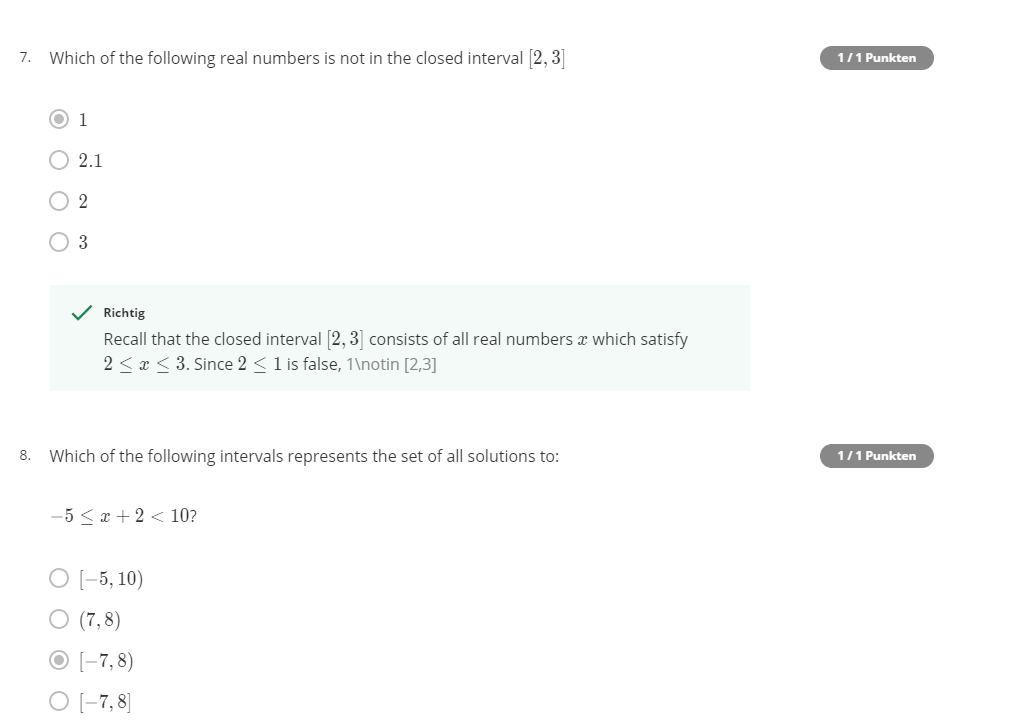 7. Which of the following real numbers is not in the closed interval [2, 3]
1 / 1 Punkten
1
2.1
2
3
Richtig
Recall that the closed interval [2, 3] consists of all real numbers x which satisfy
2 ≤ x ≤ 3. Since 2 ≤ 1 is false, 1\notin [2,3]
8. Which of the following intervals represents the set of all solutions to:
1 / 1 Punkten
−5 ≤ x + 2 < 10?
[−5, 10)
(7, 8)
[−7, 8)
[−7, 8]